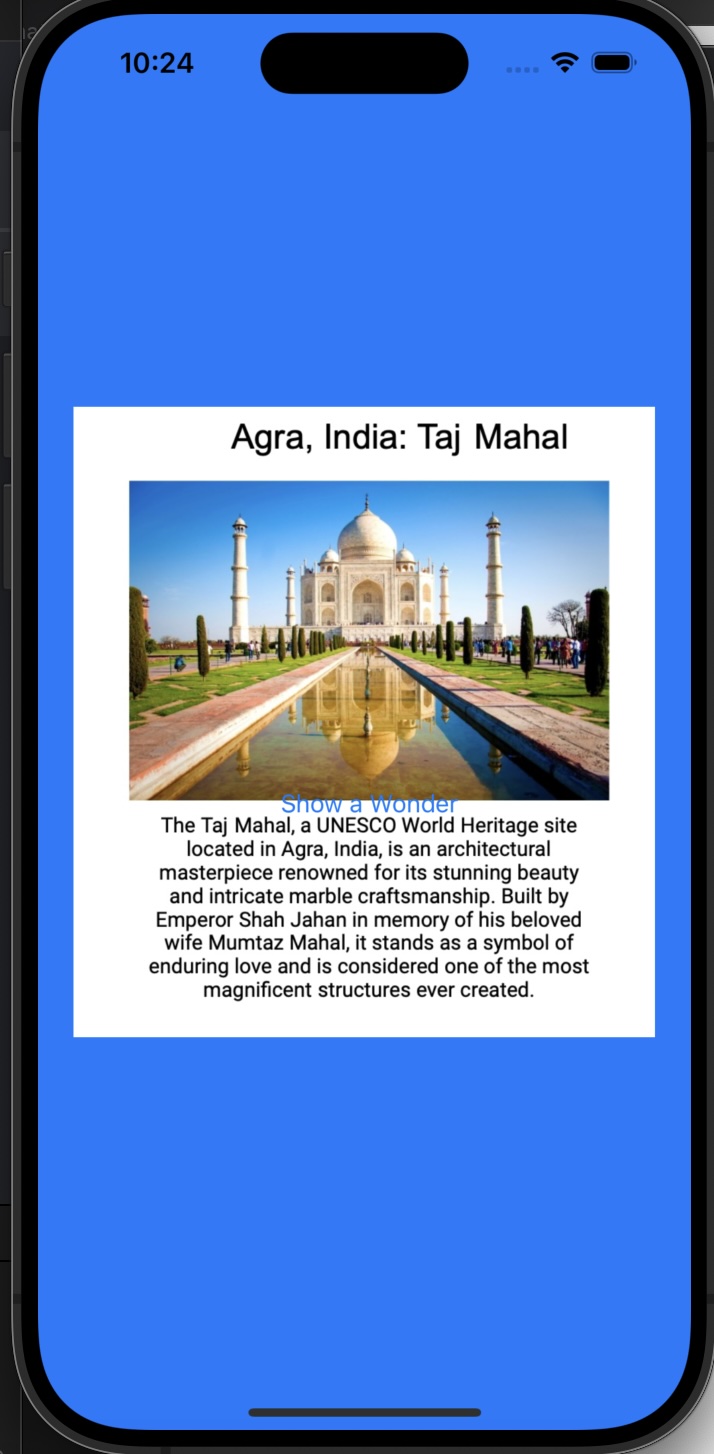 10:24
Agra, India: Taj Mahal
Show a Wonder
The Taj Mahal, a UNESCO World Heritage site
located in Agra, India, is an architectural
masterpiece renowned for its stunning beauty
and intricate marble craftsmanship. Built by
Emperor Shah Jahan in memory of his beloved
wife Mumtaz Mahal, it stands as a symbol of
enduring love and is considered one of the most
magnificent structures ever created.